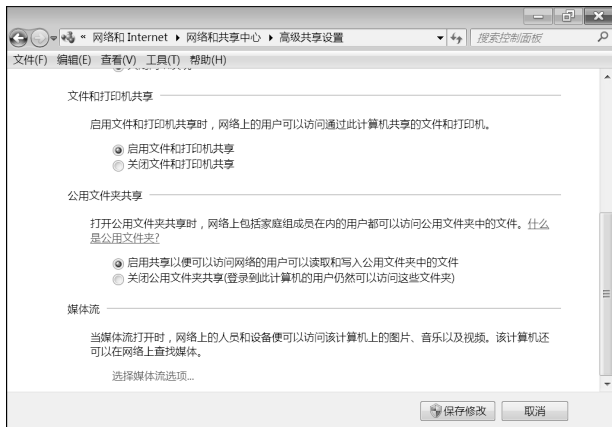 « 网络和 Internet ▸ 网络和共享中心 ▸ 高级共享设置
搜索控制面板
文件(F) 编辑(E) 查看(V) 工具(T) 帮助(H)
文件和打印机共享
启用文件和打印机共享时，网络上的用户可以访问通过此计算机共享的文件和打印机。
启用文件和打印机共享
关闭文件和打印机共享
公用文件夹共享
打开公用文件夹共享时，网络上包括家庭组成员在内的用户都可以访问公用文件夹中的文件。什么
是公用文件夹?
启用共享以便可以访问网络的用户可以读取和写入公用文件夹中的文件
关闭公用文件夹共享(登录到此计算机的用户仍然可以访问这些文件夹)
媒体流
当媒体流打开时，网络上的人员和设备便可以访问该计算机上的图片、音乐以及视频。该计算机还
可以在网络上查找媒体。
选择媒体流选项...
保存修改 取消